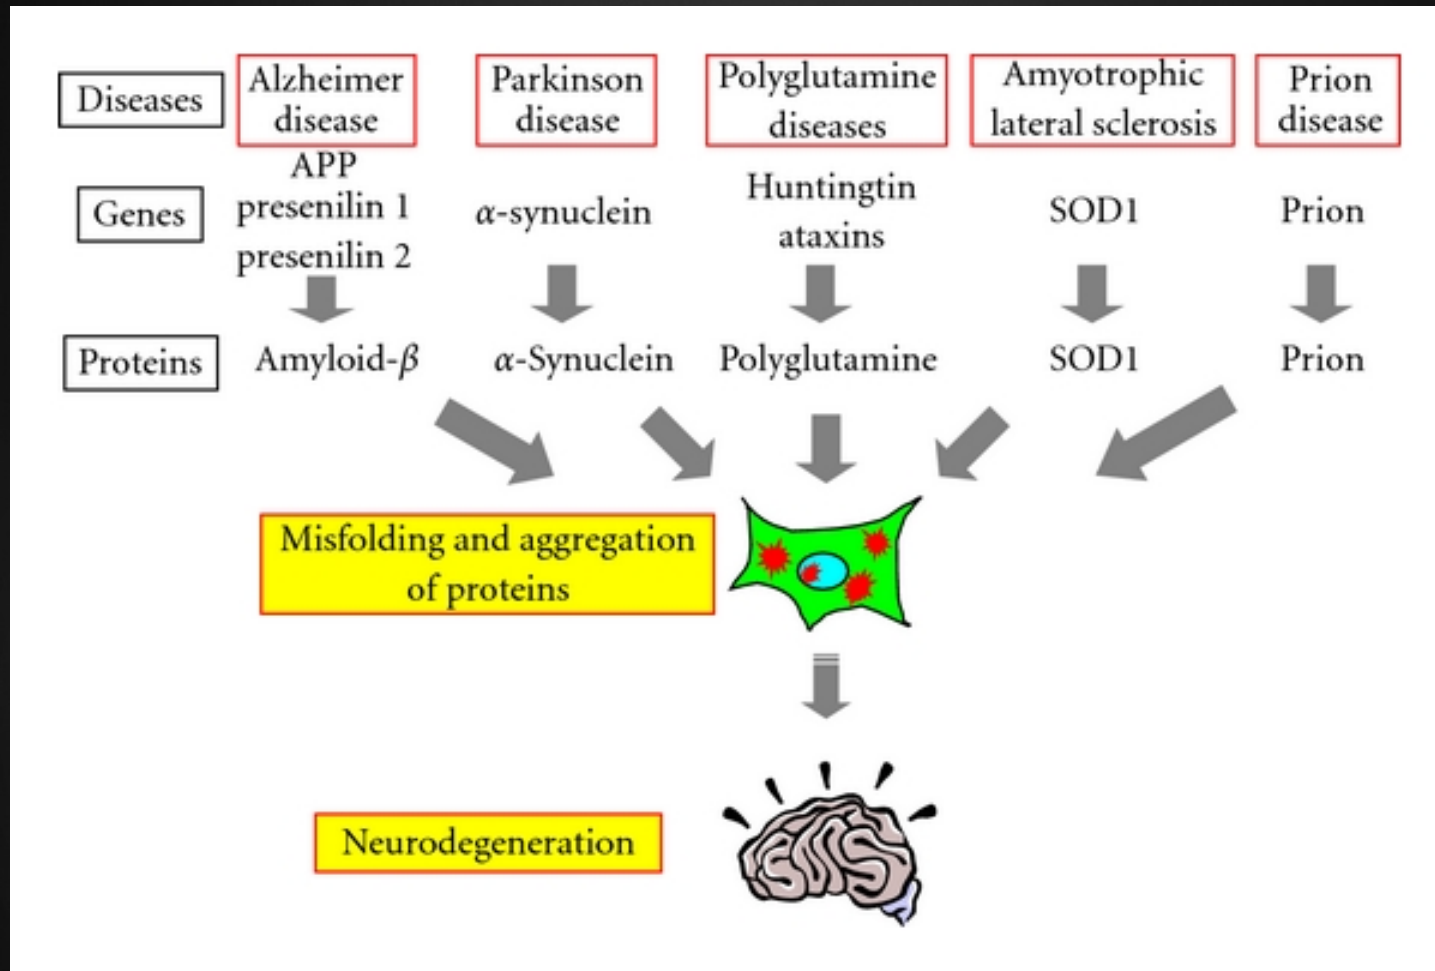 Diseases
Alzheimer
disease
Parkinson
disease
Polyglutamine
diseases
Amyotrophic
lateral sclerosis
Prion
disease
Genes
APP
presenilin 1
presenilin 2
α-synuclein
Huntingtin
ataxins
SOD1
Prion
Proteins
Amyloid-β
α-Synuclein
Polyglutamine
SOD1
Prion
Misfolding and aggregation
of proteins
Neurodegeneration